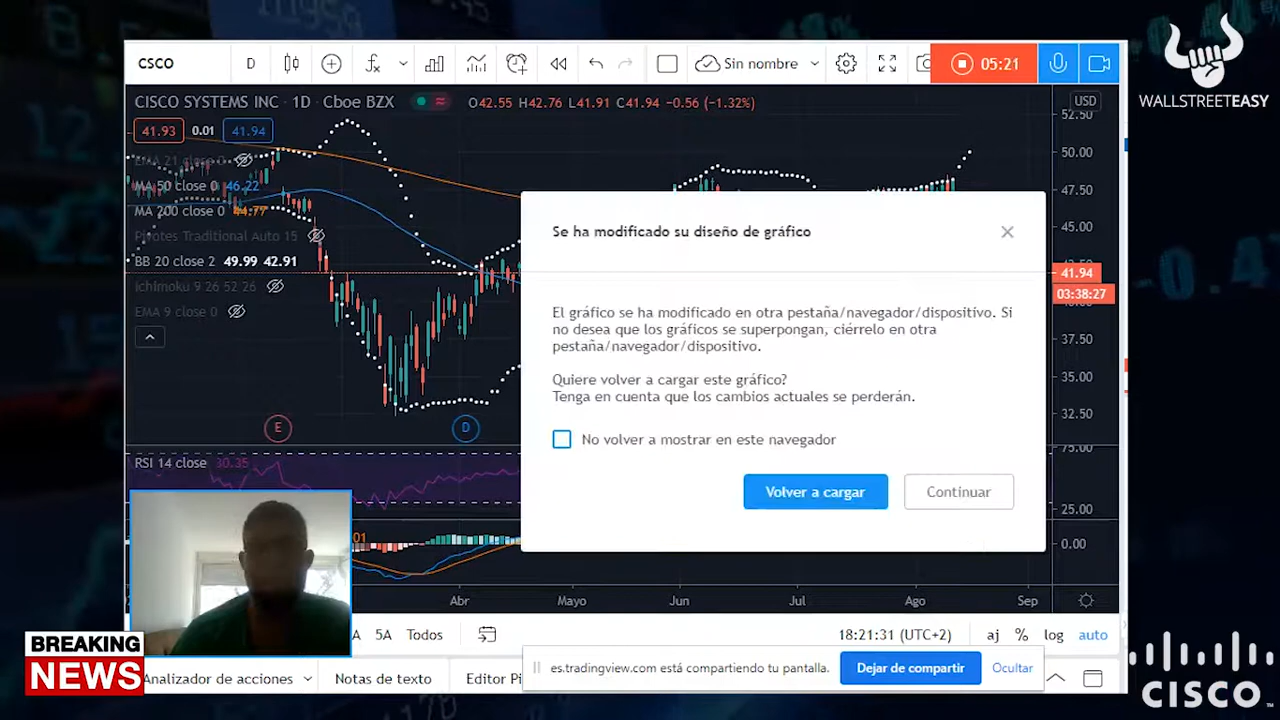 WALLSTREETEASY
CSCO
D
Sin nombre
05:21
CISCO SYSTEMS INC · 1D · Cboe BZX
O42.55 H42.76 L41.91 C41.94 −0.56 (−1.32%)
USD
41.93 0.01 41.94
EMA 21 close 0
MA 50 close 0 46.22
MA 200 close 0 44.77
Pivotes Traditional Auto 15
BB 20 close 2 49.99 42.91
Ichimoku 9 26 52 26
EMA 9 close 0
52.50
50.00
47.50
45.00
41.94
03:38:27
37.50
35.00
32.50
75.00
25.00
0.00
Se ha modificado su diseño de gráfico
El gráfico se ha modificado en otra pestaña/navegador/dispositivo. Si
no desea que los gráficos se superpongan, ciérrelo en otra
pestaña/navegador/dispositivo.
Quiere volver a cargar este gráfico?
Tenga en cuenta que los cambios actuales se perderán.
No volver a mostrar en este navegador
Volver a cargar
Continuar
E
D
RSI 14 close 30.35
Abr
Mayo
Jun
Jul
Ago
Sep
5A
Todos
18:21:31 (UTC+2)
aj
%
log
auto
es.tradingview.com está compartiendo tu pantalla.
Dejar de compartir
Ocultar
Analizador de acciones
Notas de texto
Editor Pi
BREAKING
NEWS
CISCO